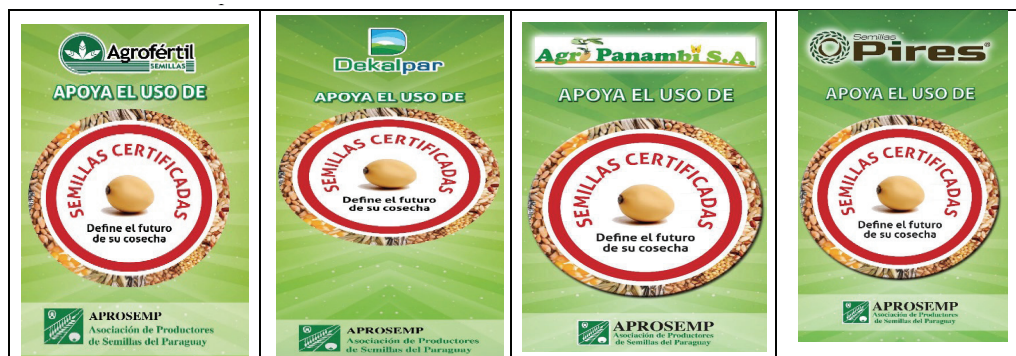 Agrofértil
SEMILLAS
APOYA EL USO DE
SEMILLAS CERTIFICADAS
Define el futuro
de su cosecha
APROSEMP
Asociación de Productores
de Semillas del Paraguay
Dekalpar
APOYA EL USO DE
SEMILLAS CERTIFICADAS
Define el futuro
de su cosecha
APROSEMP
Asociación de Productores
de Semillas del Paraguay
Agro Panambi S.A.
APOYA EL USO DE
SEMILLAS CERTIFICADAS
Define el futuro
de su cosecha
APROSEMP
Asociación de Productores
de Semillas del Paraguay
Semillas
Pires®
APOYA EL USO DE
SEMILLAS CERTIFICADAS
Define el futuro
de su cosecha
APROSEMP
Asociación de Productores
de Semillas del Paraguay